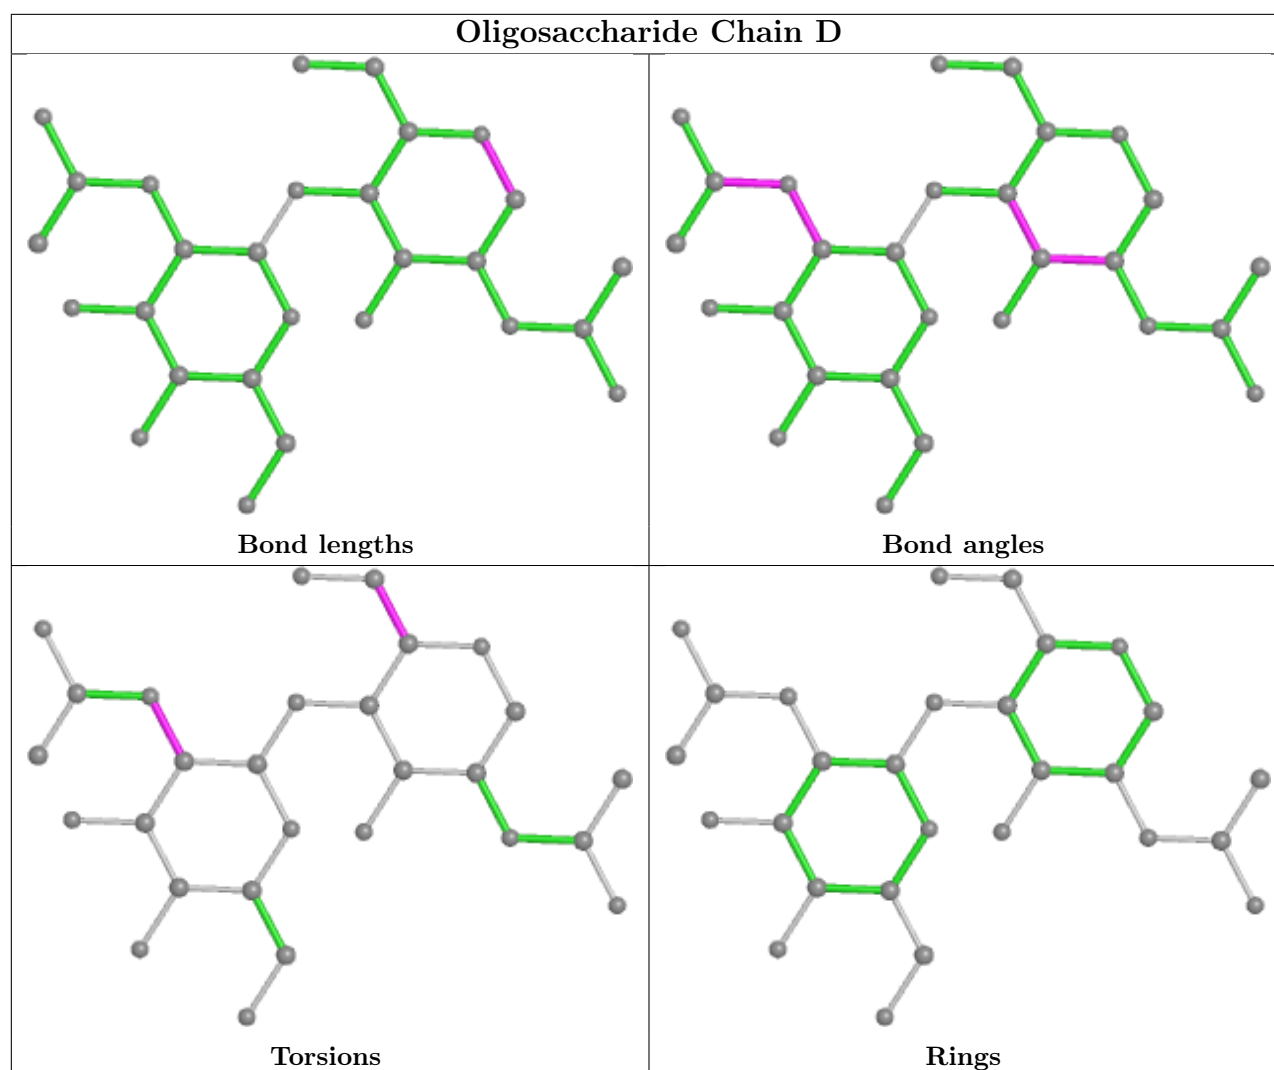 Oligosaccharide Chain D
Bond lengths
Bond angles
Torsions
Rings